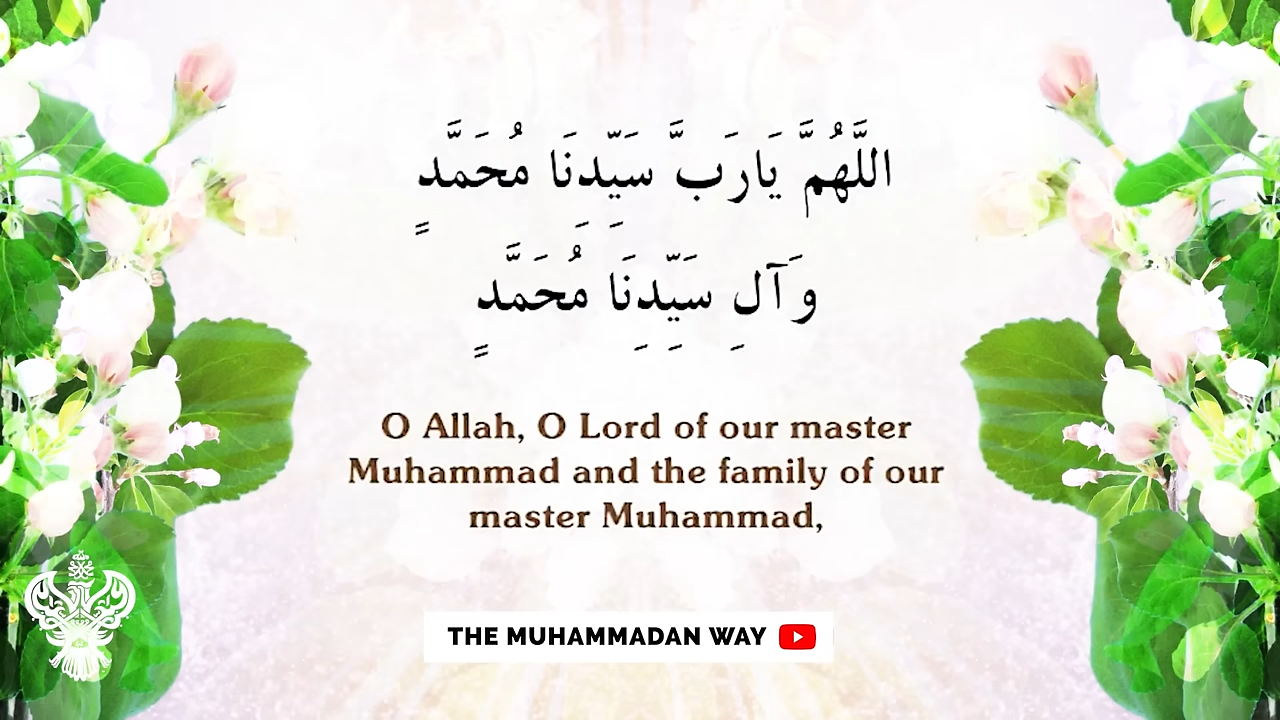 اللَّهُمَّ يَارَبَّ سَيِّدِنَا مُحَمَّدٍ
وَآلِ سَيِّدِنَا مُحَمَّدٍ
O Allah, O Lord of our master
Muhammad and the family of our
master Muhammad,
THE MUHAMMADAN WAY